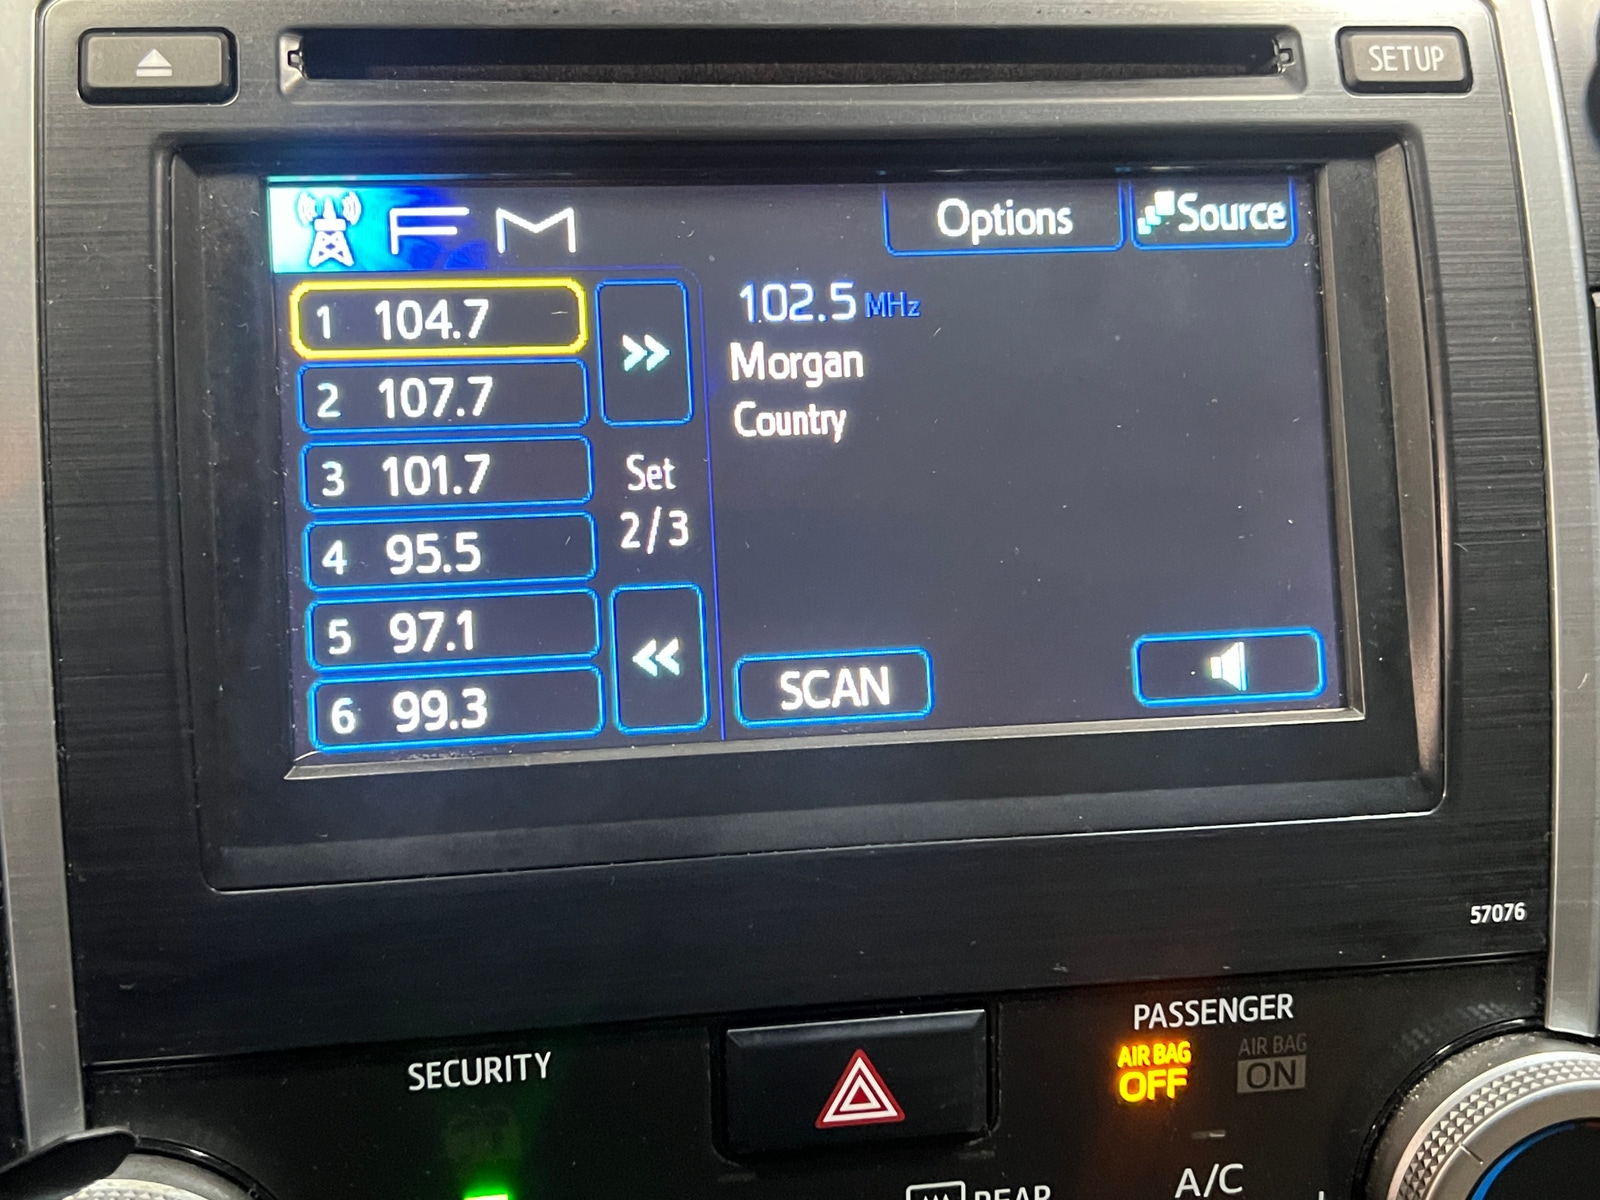 SETUP
FM
Options
Source
1 104.7
2 107.7
3 101.7
4 95.5
5 97.1
6 99.3
>>
Set
2/3
<<
102.5 MHz
Morgan
Country
SCAN
57076
SECURITY
PASSENGER
AIR BAG
OFF
AIR BAG
ON
A/C
REAR